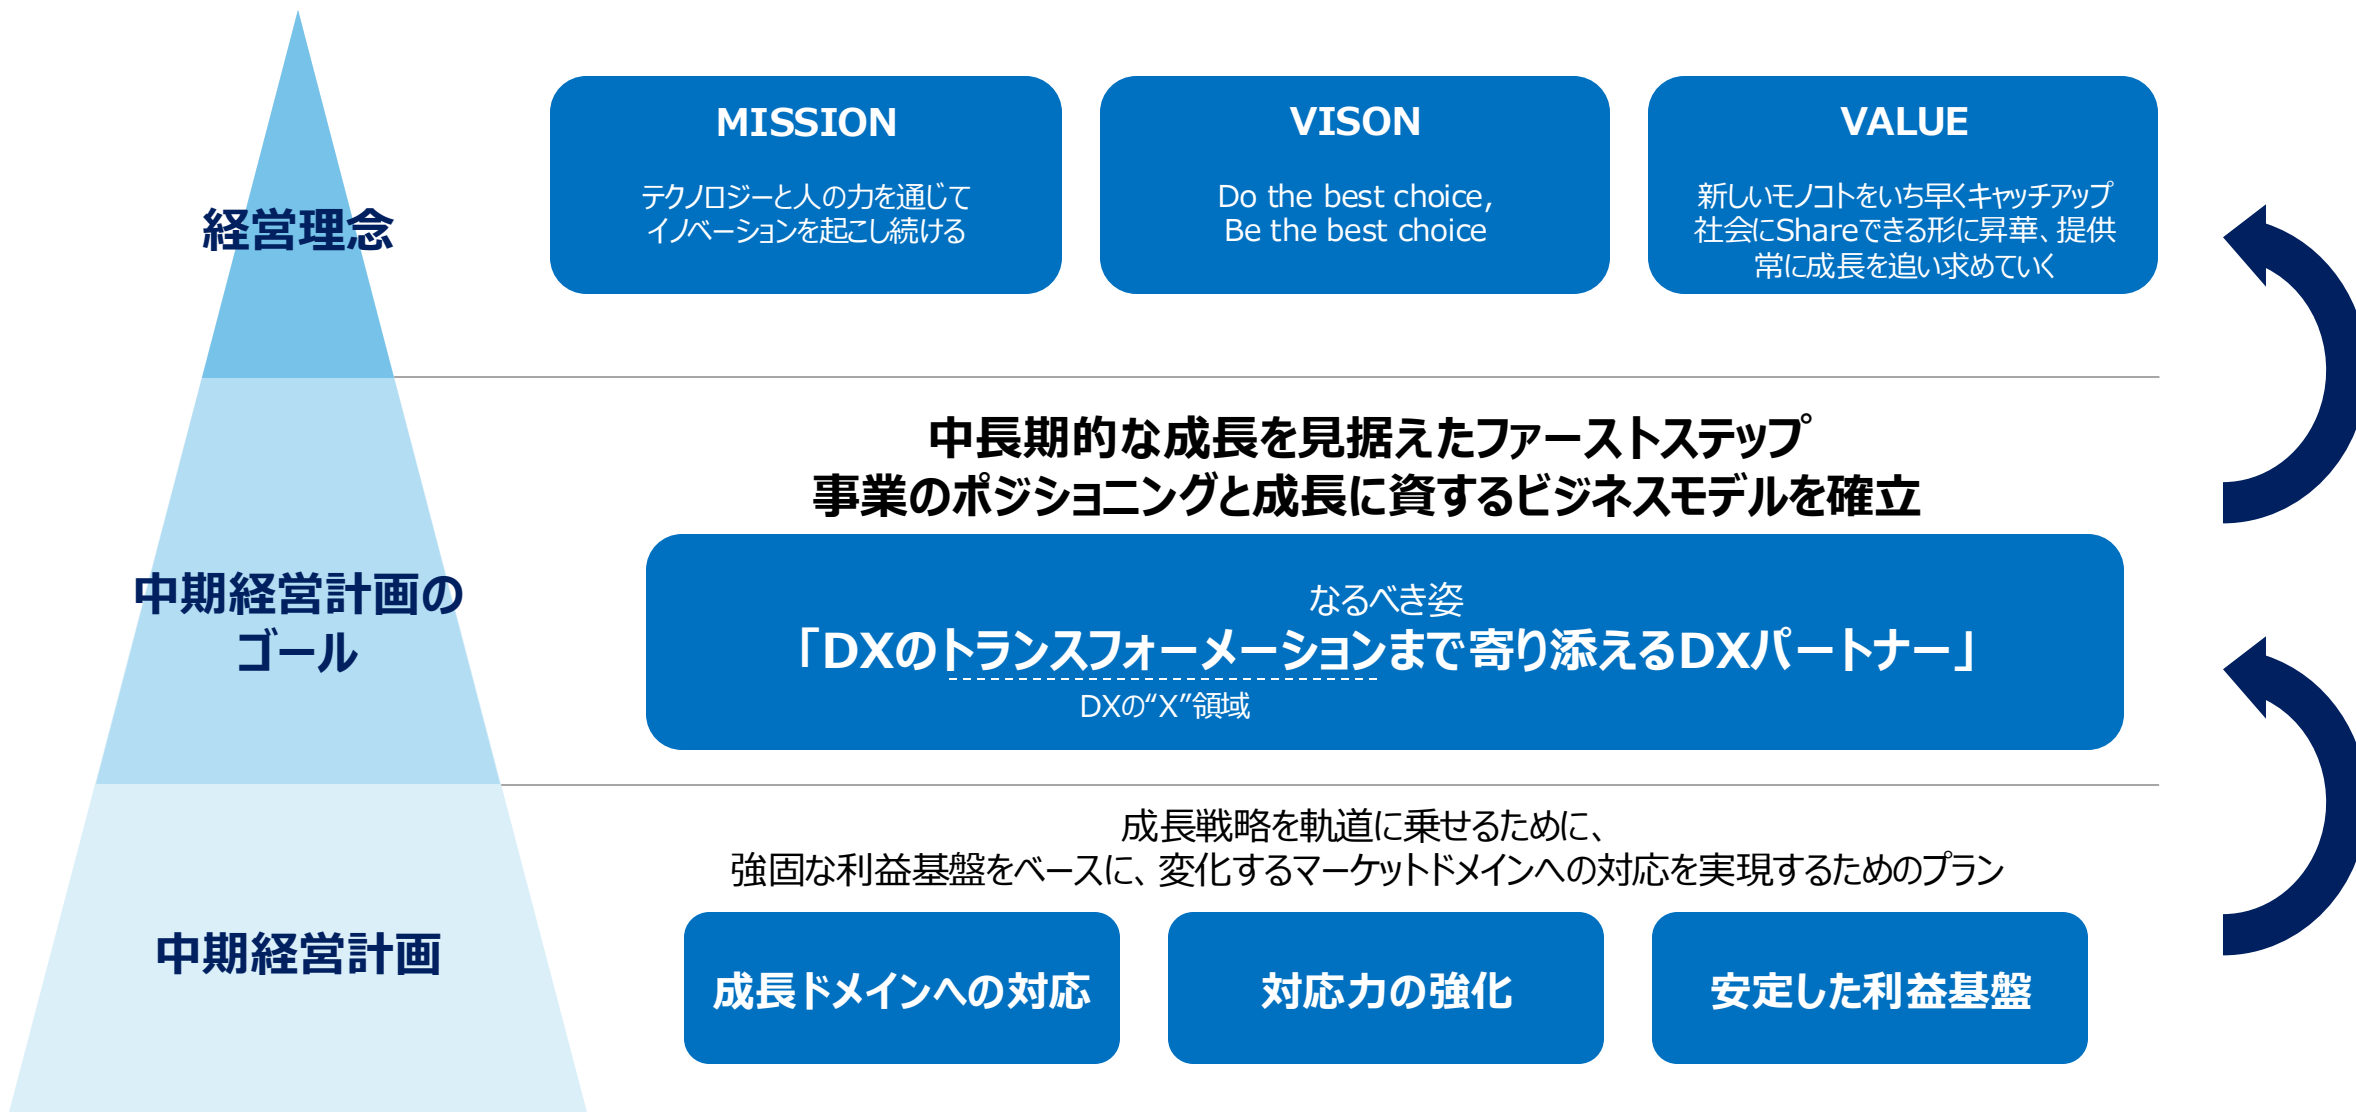 経営理念
MISSION
テクノロジーと人の力を通じて
イノベーションを起こし続ける
VISON
Do the best choice,
Be the best choice
VALUE
新しいモノコトをいち早くキャッチアップ
社会にShareできる形に昇華、提供
常に成長を追い求めていく
中期経営計画の
ゴール
中長期的な成長を見据えたファーストステップ
事業のポジショニングと成長に資するビジネスモデルを確立
なるべき姿
「DXのトランスフォーメーションまで寄り添えるDXパートナー」
DXの“X”領域
中期経営計画
成長戦略を軌道に乗せるために、
強固な利益基盤をベースに、変化するマーケットドメインへの対応を実現するためのプラン
成長ドメインへの対応
対応力の強化
安定した利益基盤